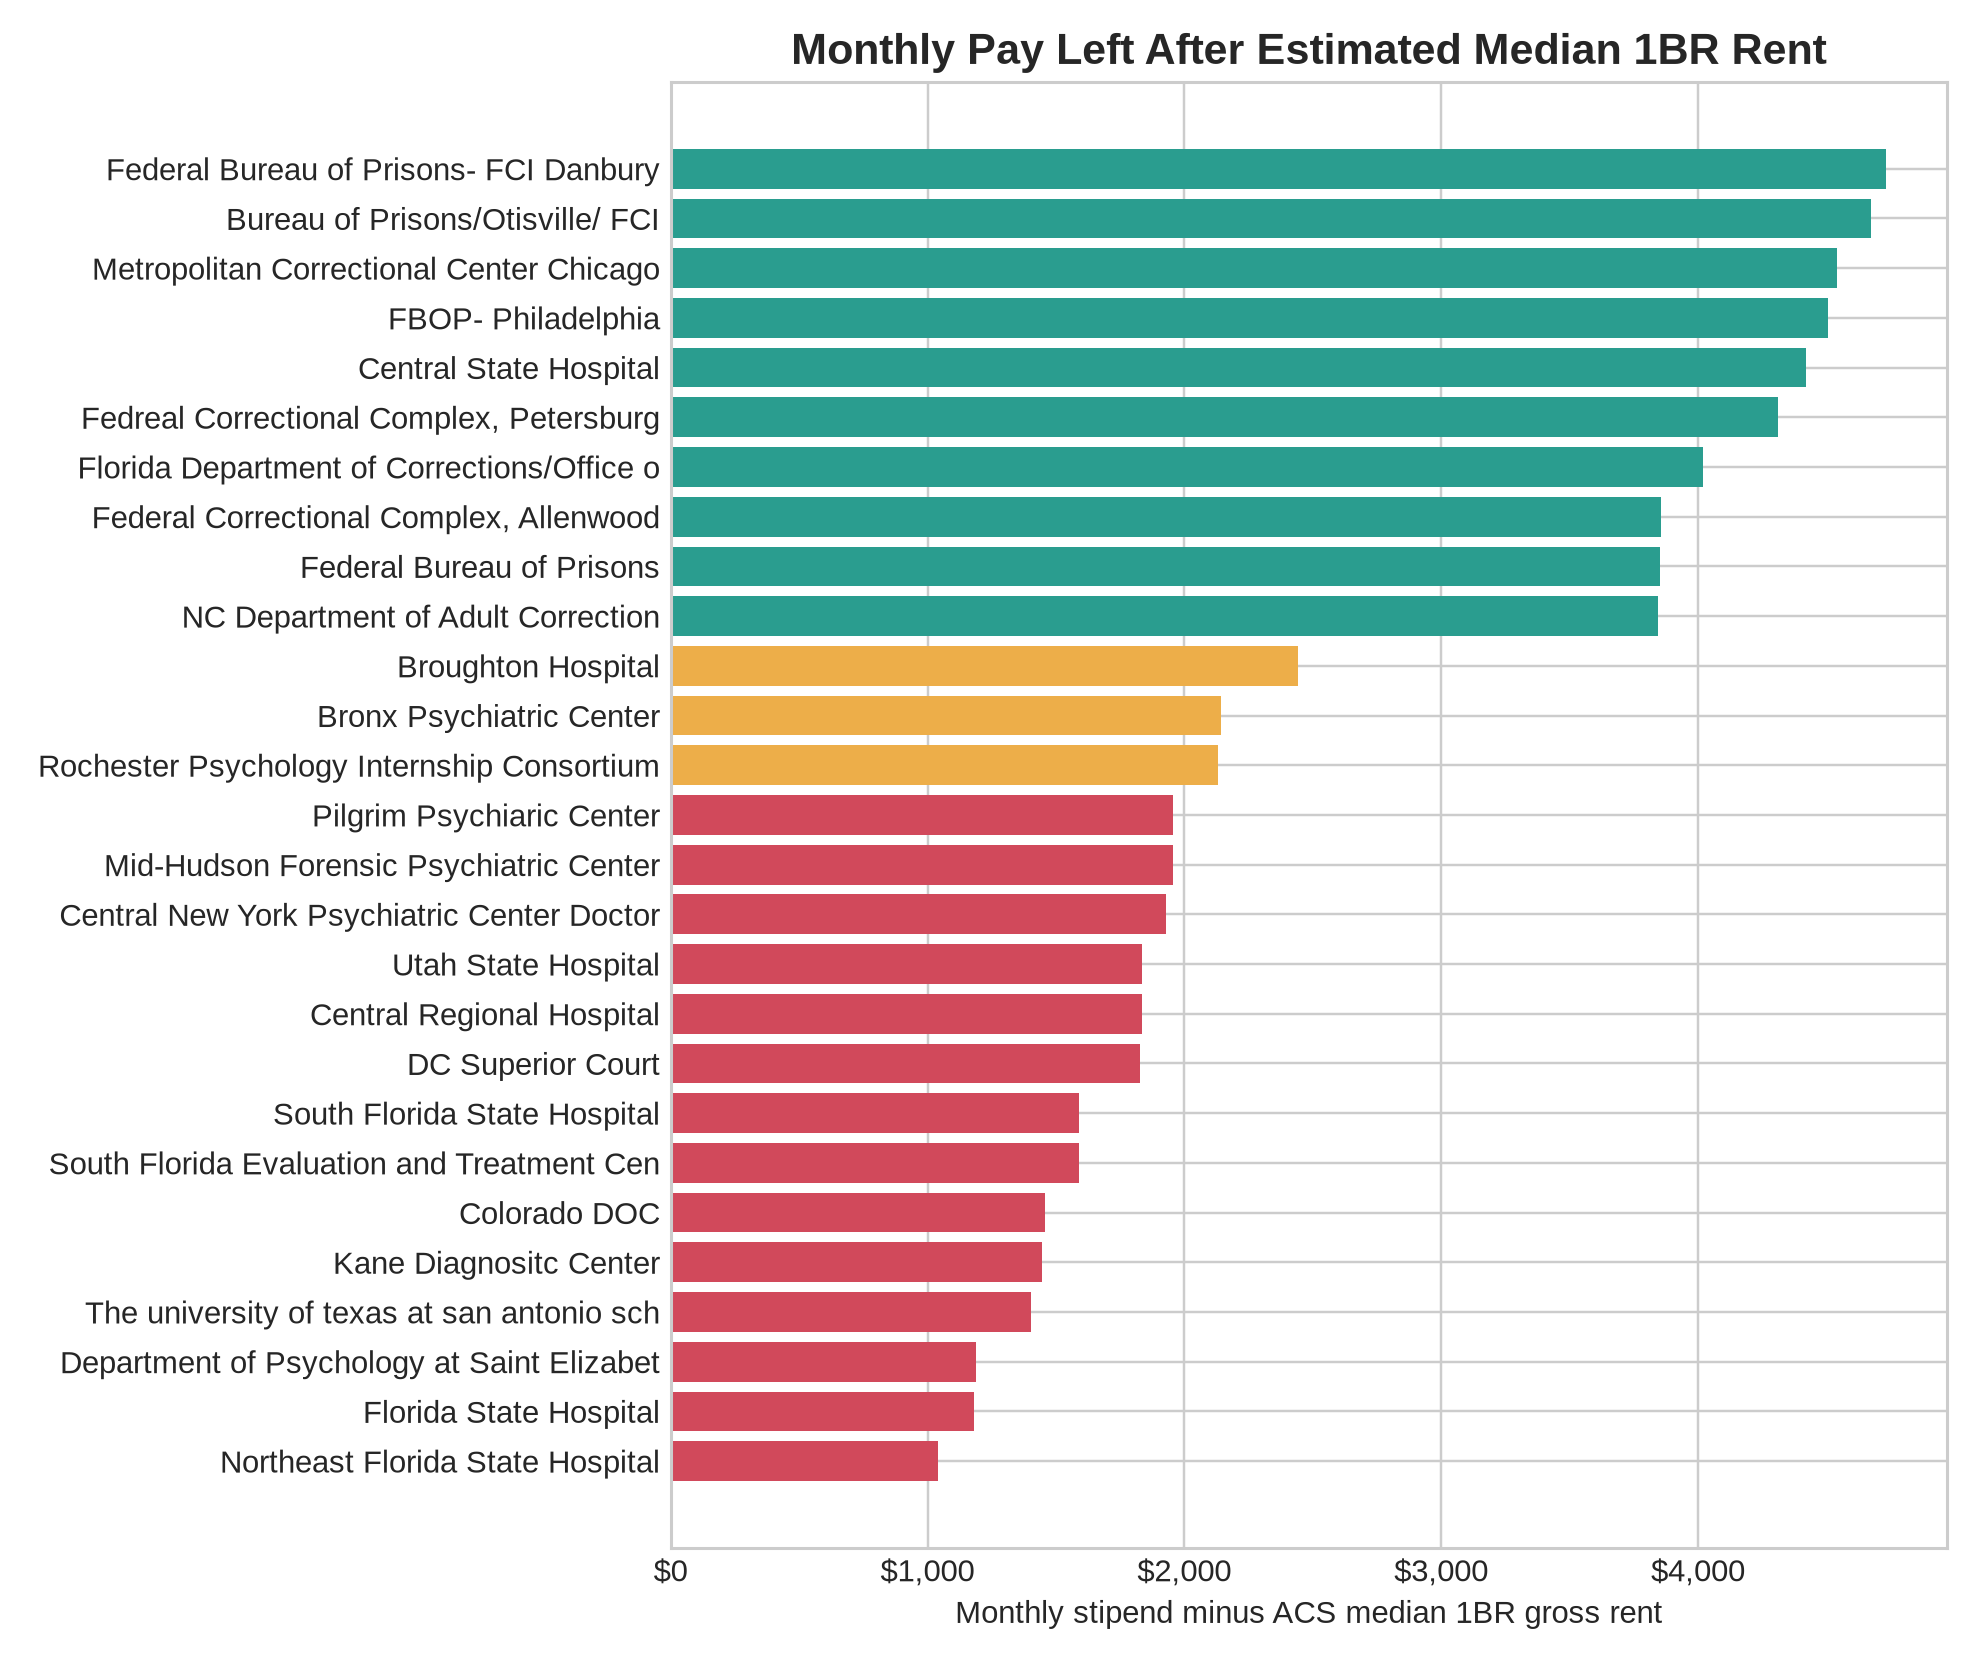 Monthly Pay Left After Estimated Median 1BR Rent
Federal Bureau of Prisons- FCI Danbury
Bureau of Prisons/Otisville/ FCI
Metropolitan Correctional Center Chicago
FBOP- Philadelphia
Central State Hospital
Fedreal Correctional Complex, Petersburg
Florida Department of Corrections/Office o
Federal Correctional Complex, Allenwood
Federal Bureau of Prisons
NC Department of Adult Correction
Broughton Hospital
Bronx Psychiatric Center
Rochester Psychology Internship Consortium
Pilgrim Psychiaric Center
Mid-Hudson Forensic Psychiatric Center
Central New York Psychiatric Center Doctor
Utah State Hospital
Central Regional Hospital
DC Superior Court
South Florida State Hospital
South Florida Evaluation and Treatment Cen
Colorado DOC
Kane Diagnositc Center
The university of texas at san antonio sch
Department of Psychology at Saint Elizabet
Florida State Hospital
Northeast Florida State Hospital
$0 $1,000 $2,000 $3,000 $4,000
Monthly stipend minus ACS median 1BR gross rent